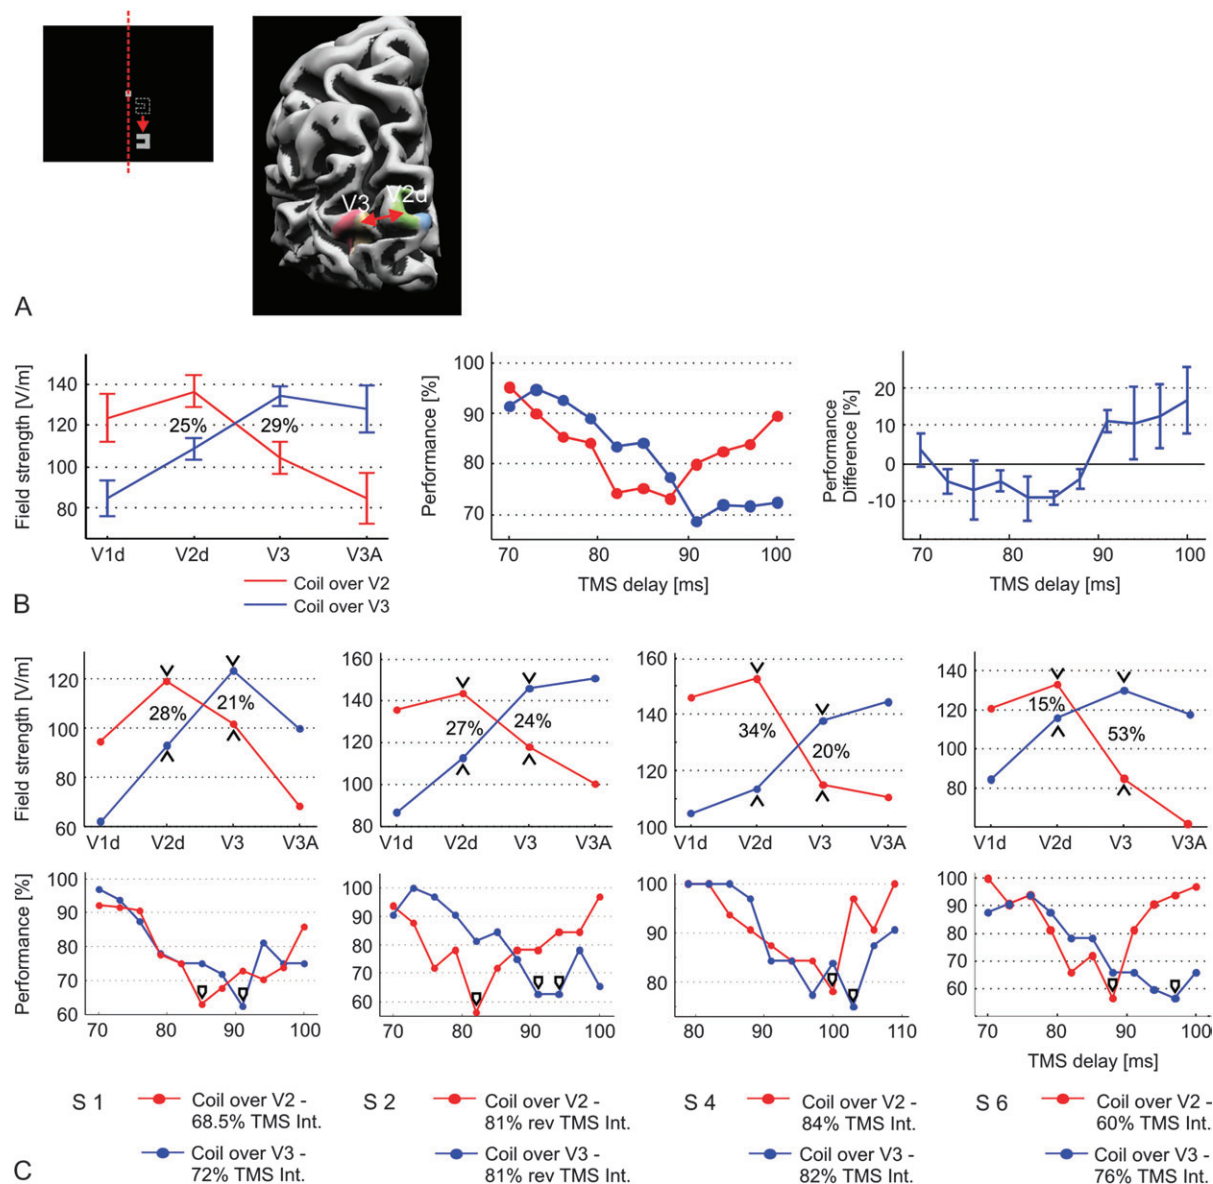 V3
V2d
A
Field strength [V/m]
140
120
100
80
25%
29%
V1d
V2d
V3
V3A
Coil over V2
Coil over V3
Performance [%]
100
90
80
70
70
80
90
100
TMS delay [ms]
Performance
Difference [%]
20
10
0
-10
70
80
90
100
TMS delay [ms]
B
Field strength [V/m]
120
100
80
60
28%
21%
V1d
V2d
V3
V3A
160
140
120
100
80
27%
24%
V1d
V2d
V3
V3A
160
140
120
100
34%
20%
V1d
V2d
V3
V3A
140
120
100
80
15%
53%
V1d
V2d
V3
V3A
Performance [%]
100
90
80
70
60
70
80
90
100
100
90
80
70
60
70
80
90
100
100
90
80
80
90
100
110
100
90
80
70
60
70
80
90
100
TMS delay [ms]
S 1
Coil over V2 -
68.5% TMS Int.
Coil over V3 -
72% TMS Int.
S 2
Coil over V2 -
81% rev TMS Int.
Coil over V3 -
81% rev TMS Int.
S 4
Coil over V2 -
84% TMS Int.
Coil over V3 -
82% TMS Int.
S 6
Coil over V2 -
60% TMS Int.
Coil over V3 -
76% TMS Int.
C